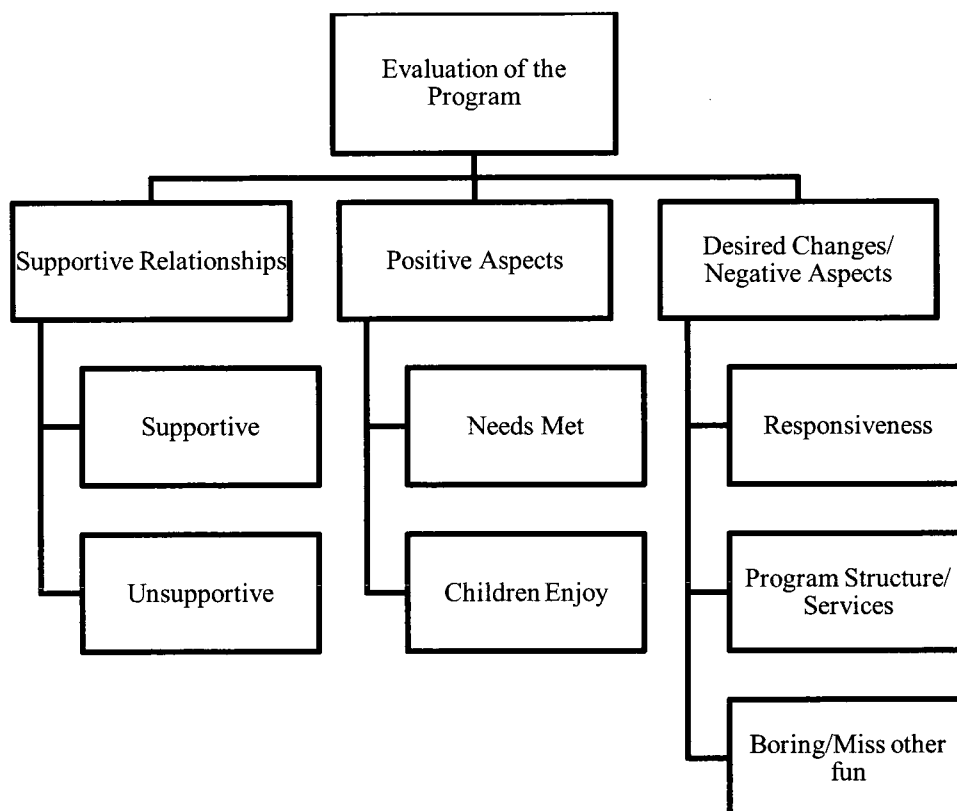 Evaluation of the
Program
Supportive Relationships
Positive Aspects
Desired Changes/
Negative Aspects
Supportive
Needs Met
Responsiveness
Unsupportive
Children Enjoy
Program Structure/
Services
Boring/Miss other
fun